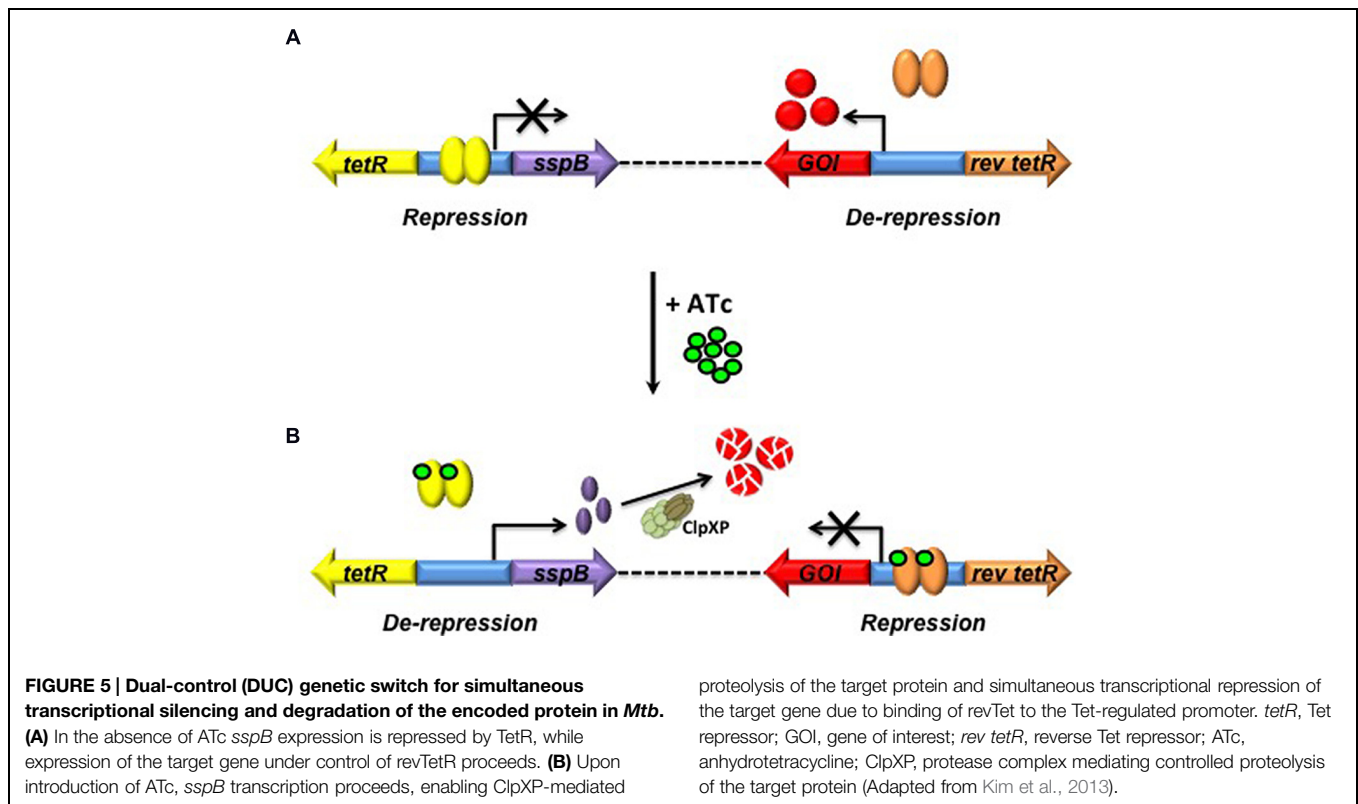 A
tetR
sspB
GOI
rev tetR
Repression
De-repression
+ ATc
B
ClpXP
tetR
sspB
GOI
rev tetR
De-repression
Repression
FIGURE 5 | Dual-control (DUC) genetic switch for simultaneous
transcriptional silencing and degradation of the encoded protein in Mtb.
(A) In the absence of ATc sspB expression is repressed by TetR, while
expression of the target gene under control of revTetR proceeds. (B) Upon
introduction of ATc, sspB transcription proceeds, enabling ClpXP-mediated
proteolysis of the target protein and simultaneous transcriptional repression of
the target gene due to binding of revTet to the Tet-regulated promoter. tetR, Tet
repressor; GOI, gene of interest; rev tetR, reverse Tet repressor; ATc,
anhydrotetracycline; ClpXP, protease complex mediating controlled proteolysis
of the target protein (Adapted from Kim et al., 2013).